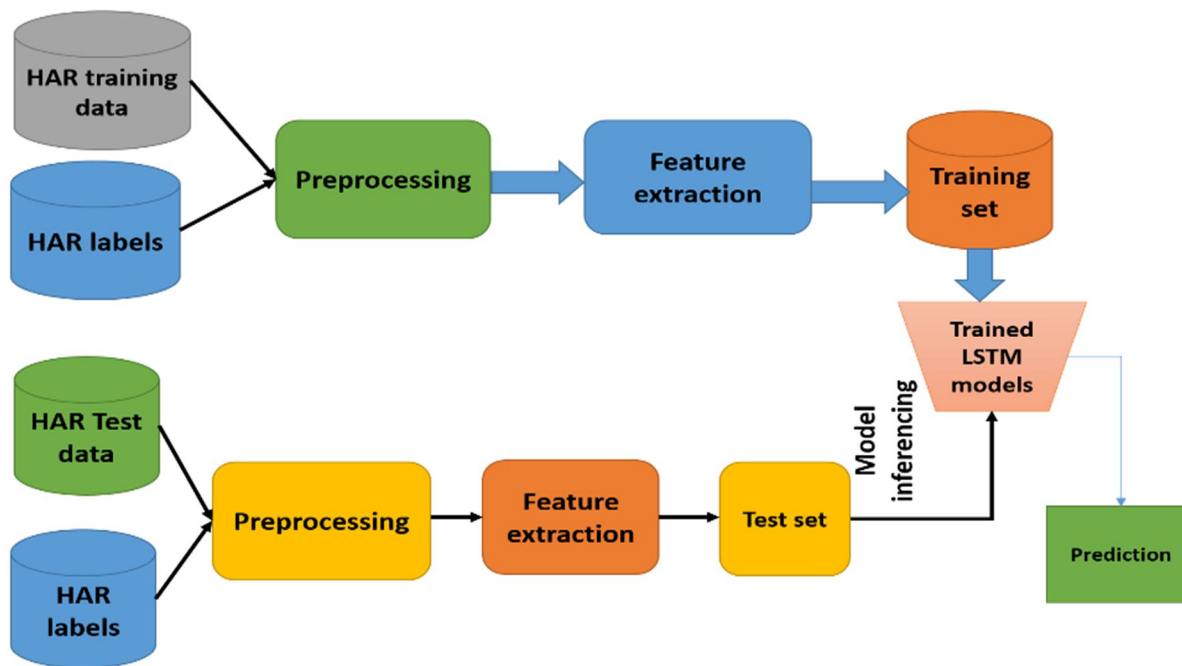 HAR training
data
HAR labels
Preprocessing
Feature
extraction
Training
set
Trained
LSTM
models
HAR Test
data
HAR
labels
Preprocessing
Feature
extraction
Test set
Model
inferencing
Prediction